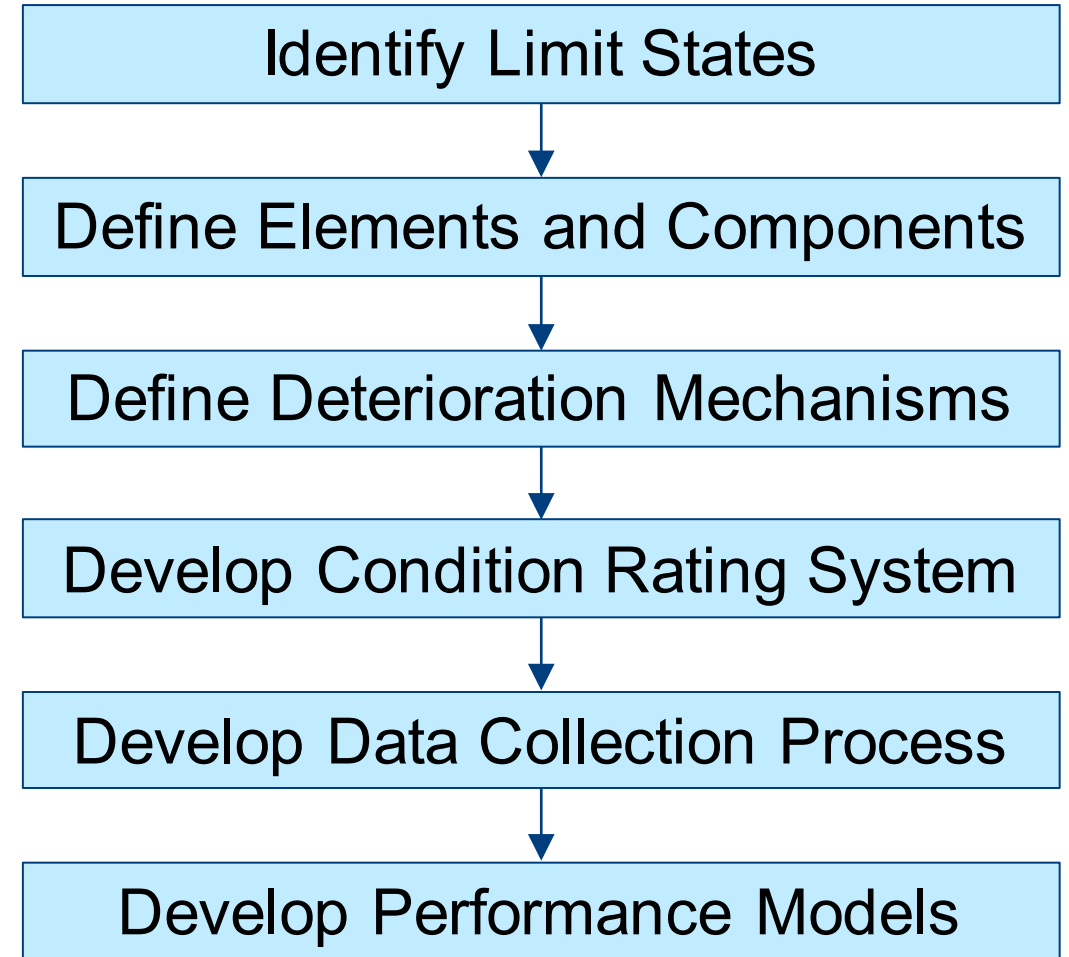 Identify Limit States
Define Elements and Components
Define Deterioration Mechanisms
Develop Condition Rating System
Develop Data Collection Process
Develop Performance Models